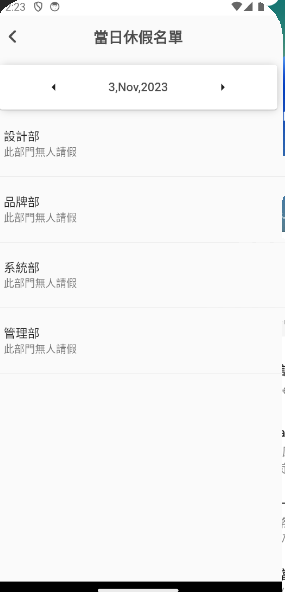 2:23
當日休假名單
3,Nov,2023
設計部
此部門無人請假
品牌部
此部門無人請假
系統部
此部門無人請假
管理部
此部門無人請假